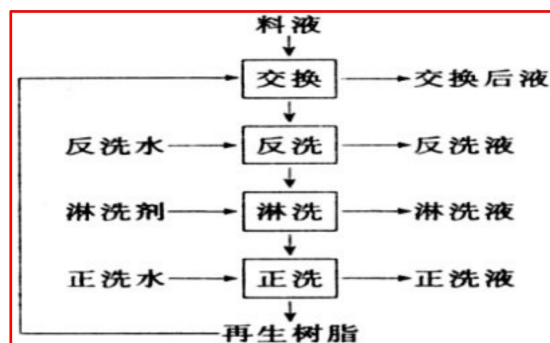 料液
交换 交换后液
反洗水 反洗 反洗液
淋洗剂 淋洗 淋洗液
正洗水 正洗 正洗液
再生树脂